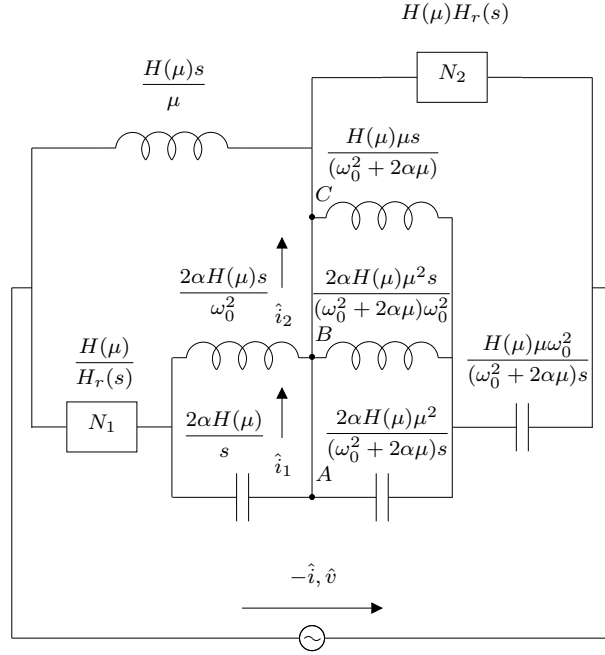 H(μ)H_r(s)
N_2
H(μ)s
μ
H(μ)μs
(ω_0^2 + 2αμ)
C
2αH(μ)s
ω_0^2
î_2
2αH(μ)μ^2s
(ω_0^2 + 2αμ)ω_0^2
B
H(μ)
H_r(s)
N_1
H(μ)μω_0^2
(ω_0^2 + 2αμ)s
2αH(μ)
s
î_1
2αH(μ)μ^2
(ω_0^2 + 2αμ)s
A
−î, v̂